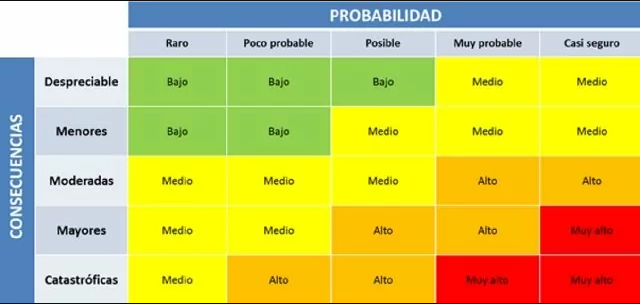 PROBABILIDAD
Raro Poco probable Posible Muy probable Casi seguro
CONSECUENCIAS
Despreciable Bajo Bajo Bajo Medio Medio
Menores Bajo Bajo Medio Medio Medio
Moderadas Medio Medio Medio Alto Alto
Mayores Medio Medio Alto Alto Muy alto
Catastróficas Medio Alto Alto Muy alto Muy alto